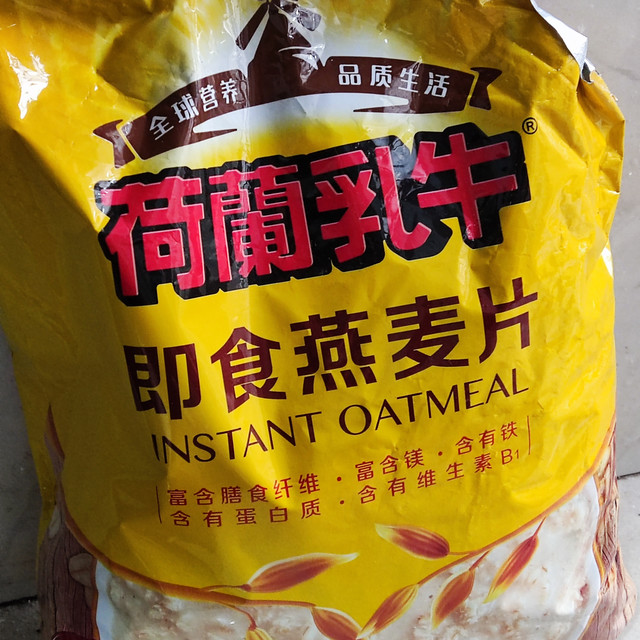 全球营养 品质生活
荷蘭乳牛®
即食燕麦片
INSTANT OATMEAL
富含膳食纤维·富含镁·含有铁
含有蛋白质·含有维生素B1